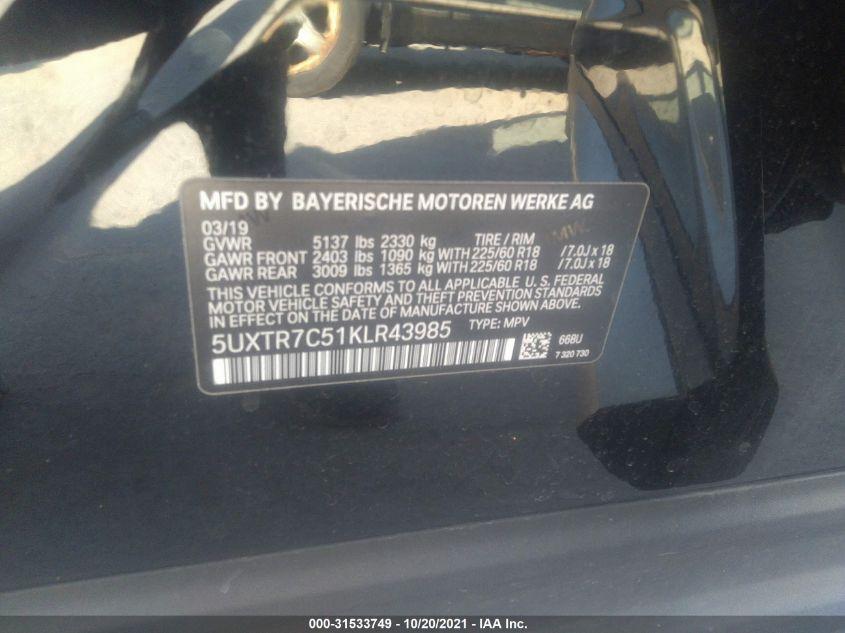 MFD BY BAYERISCHE MOTOREN WERKE AG
03/19
GVWR 5137 lbs 2330 kg TIRE / RIM
GAWR FRONT 2403 lbs 1090 kg WITH 225/60 R18 /7.0J x 18
GAWR REAR 3009 lbs 1365 kg WITH 225/60 R18 /7.0J x 18
THIS VEHICLE CONFORMS TO ALL APPLICABLE U. S. FEDERAL
MOTOR VEHICLE SAFETY AND THEFT PREVENTION STANDARDS
IN EFFECT ON THE DATE OF MANUFACTURE SHOWN ABOVE.
5UXTR7C51KLR43985 TYPE: MPV
668U
7 320 730
000-31533749 - 10/20/2021 - IAA Inc.